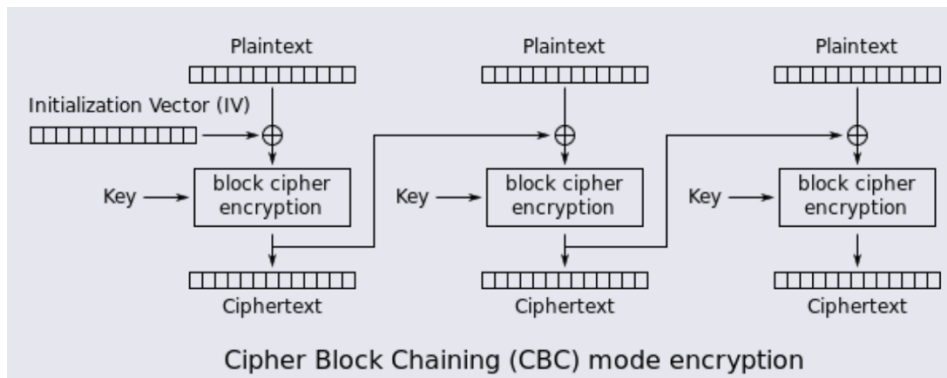 Plaintext
Plaintext
Plaintext
Initialization Vector (IV)
Key
block cipher
encryption
Key
block cipher
encryption
Key
block cipher
encryption
Ciphertext
Ciphertext
Ciphertext
Cipher Block Chaining (CBC) mode encryption